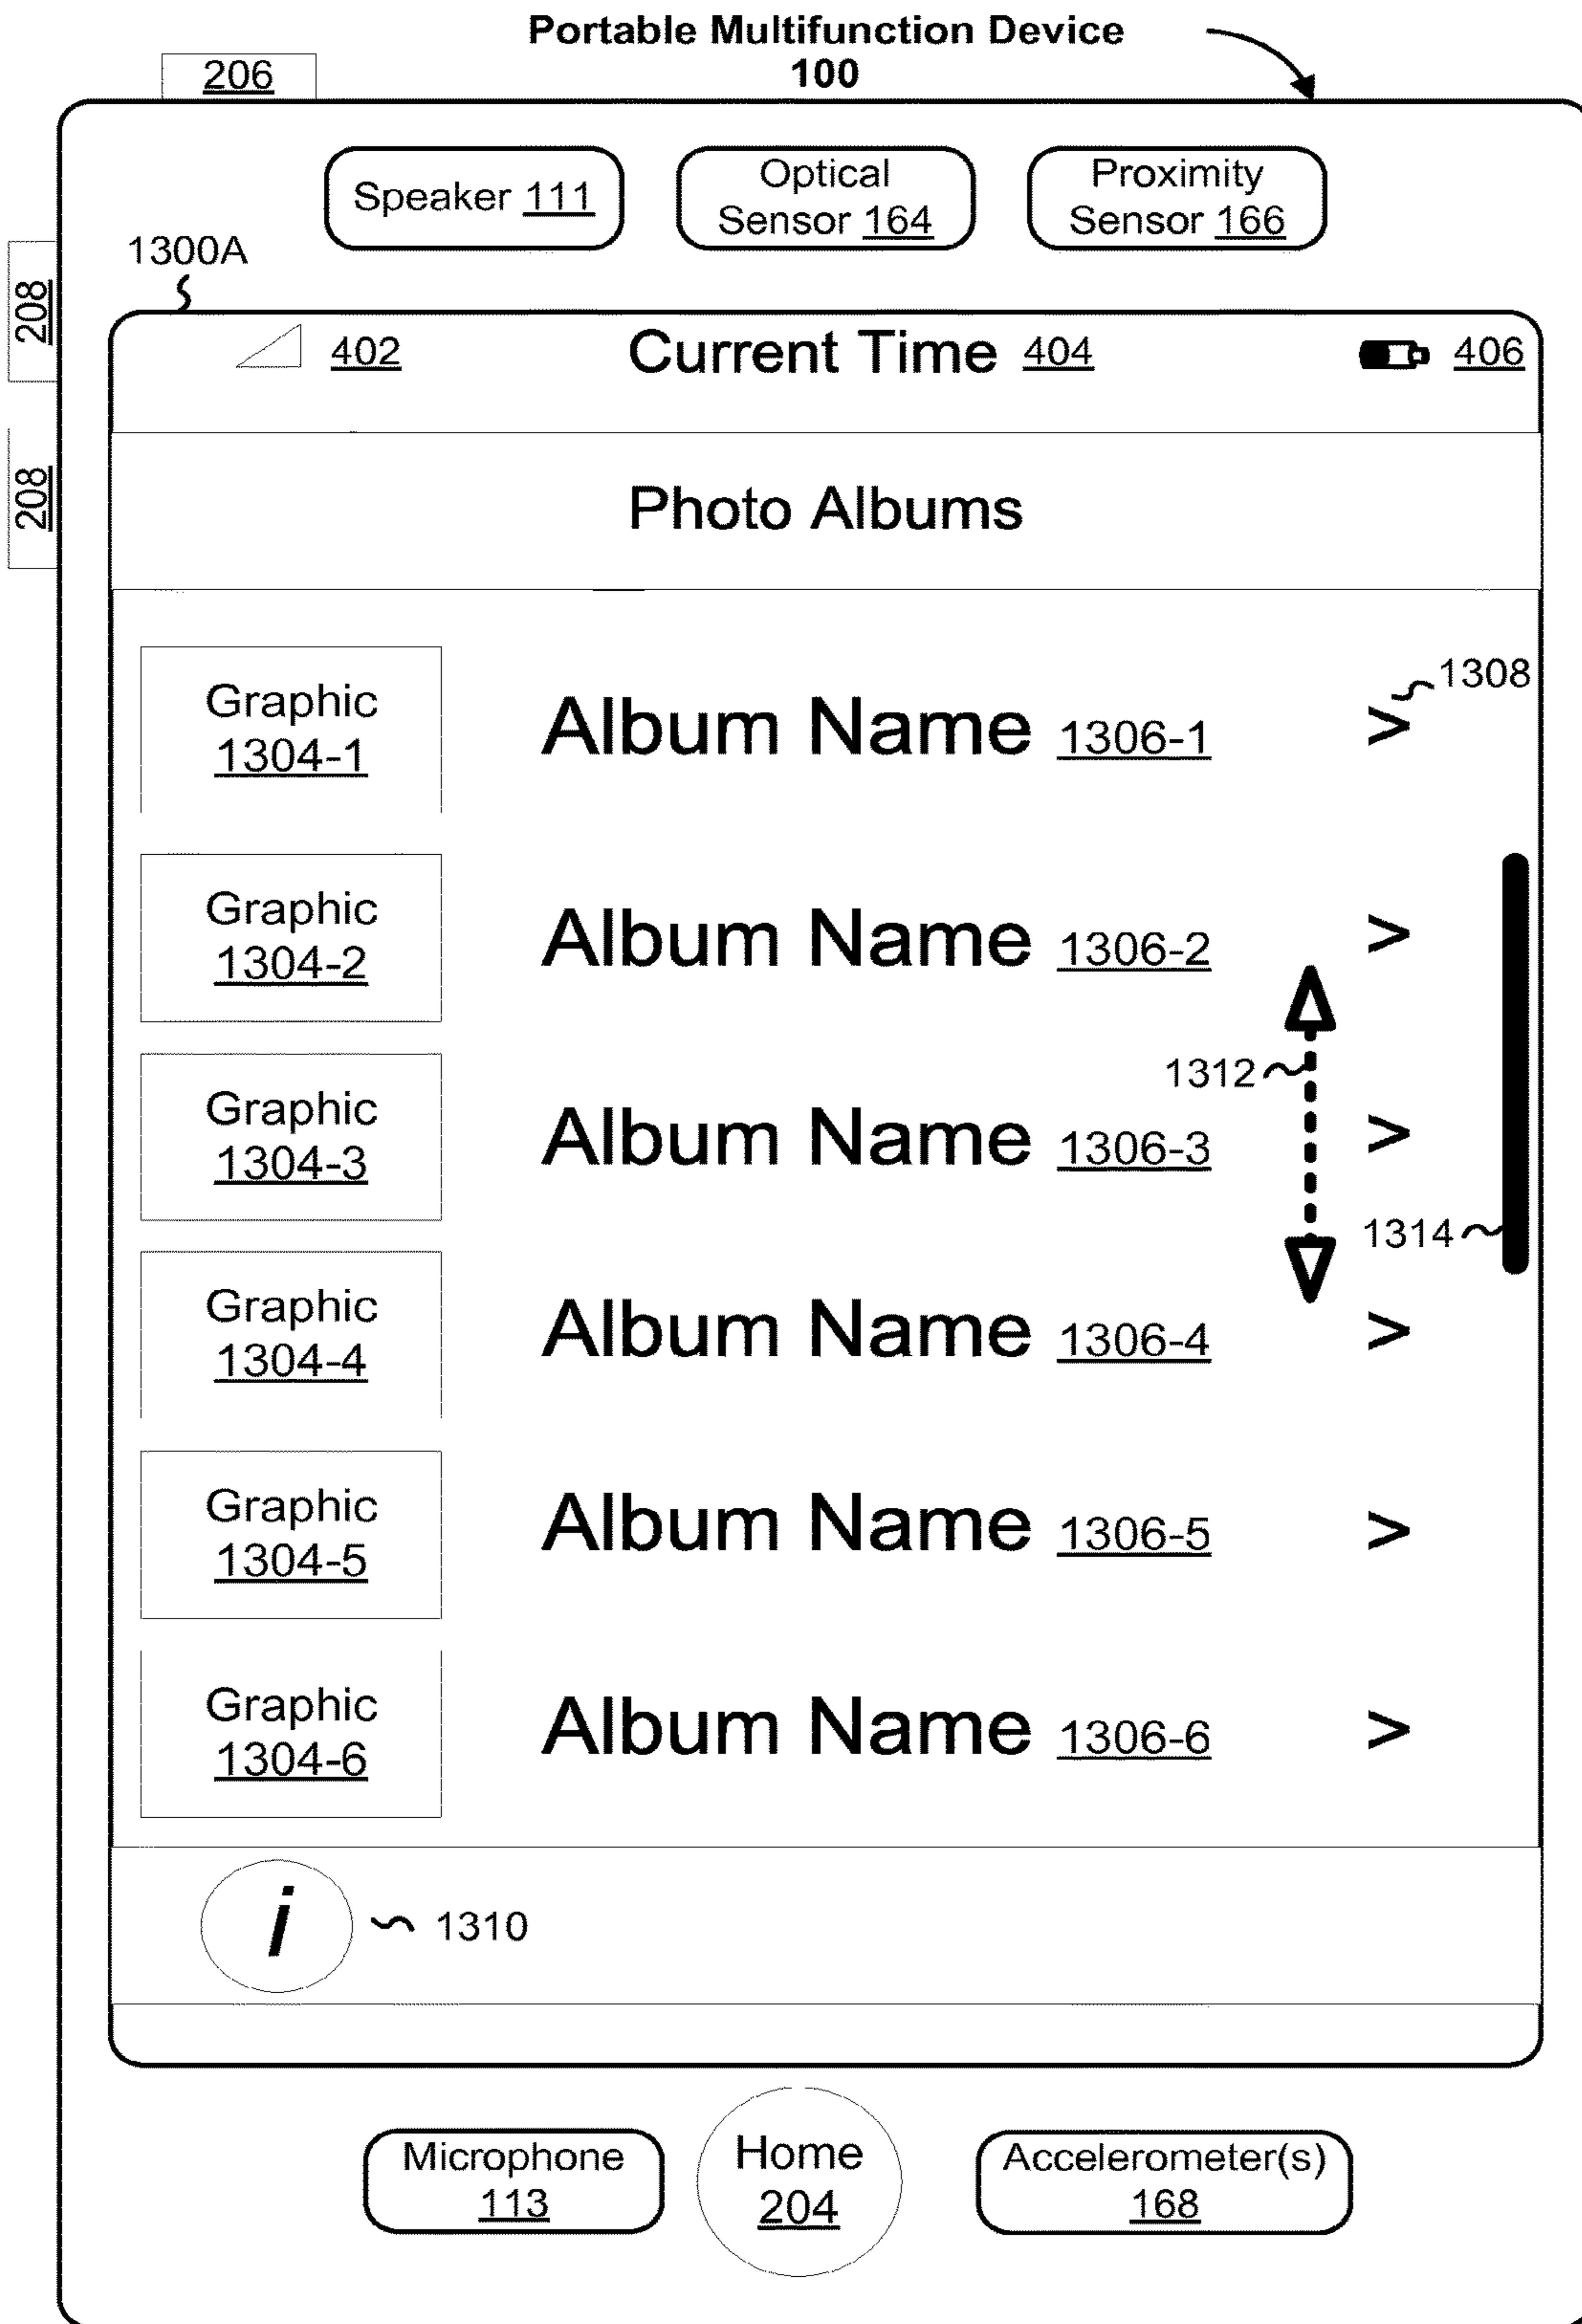 Portable Multifunction Device
100
206
Speaker 111
Optical
Sensor 164
Proximity
Sensor 166
1300A
208
208
402
Current Time 404
406
Photo Albums
Graphic
1304-1
Album Name 1306-1
>
1308
Graphic
1304-2
Album Name 1306-2
>
1312
Graphic
1304-3
Album Name 1306-3
>
1314
Graphic
1304-4
Album Name 1306-4
>
Graphic
1304-5
Album Name 1306-5
>
Graphic
1304-6
Album Name 1306-6
>
i
1310
Microphone
113
Home
204
Accelerometer(s)
168